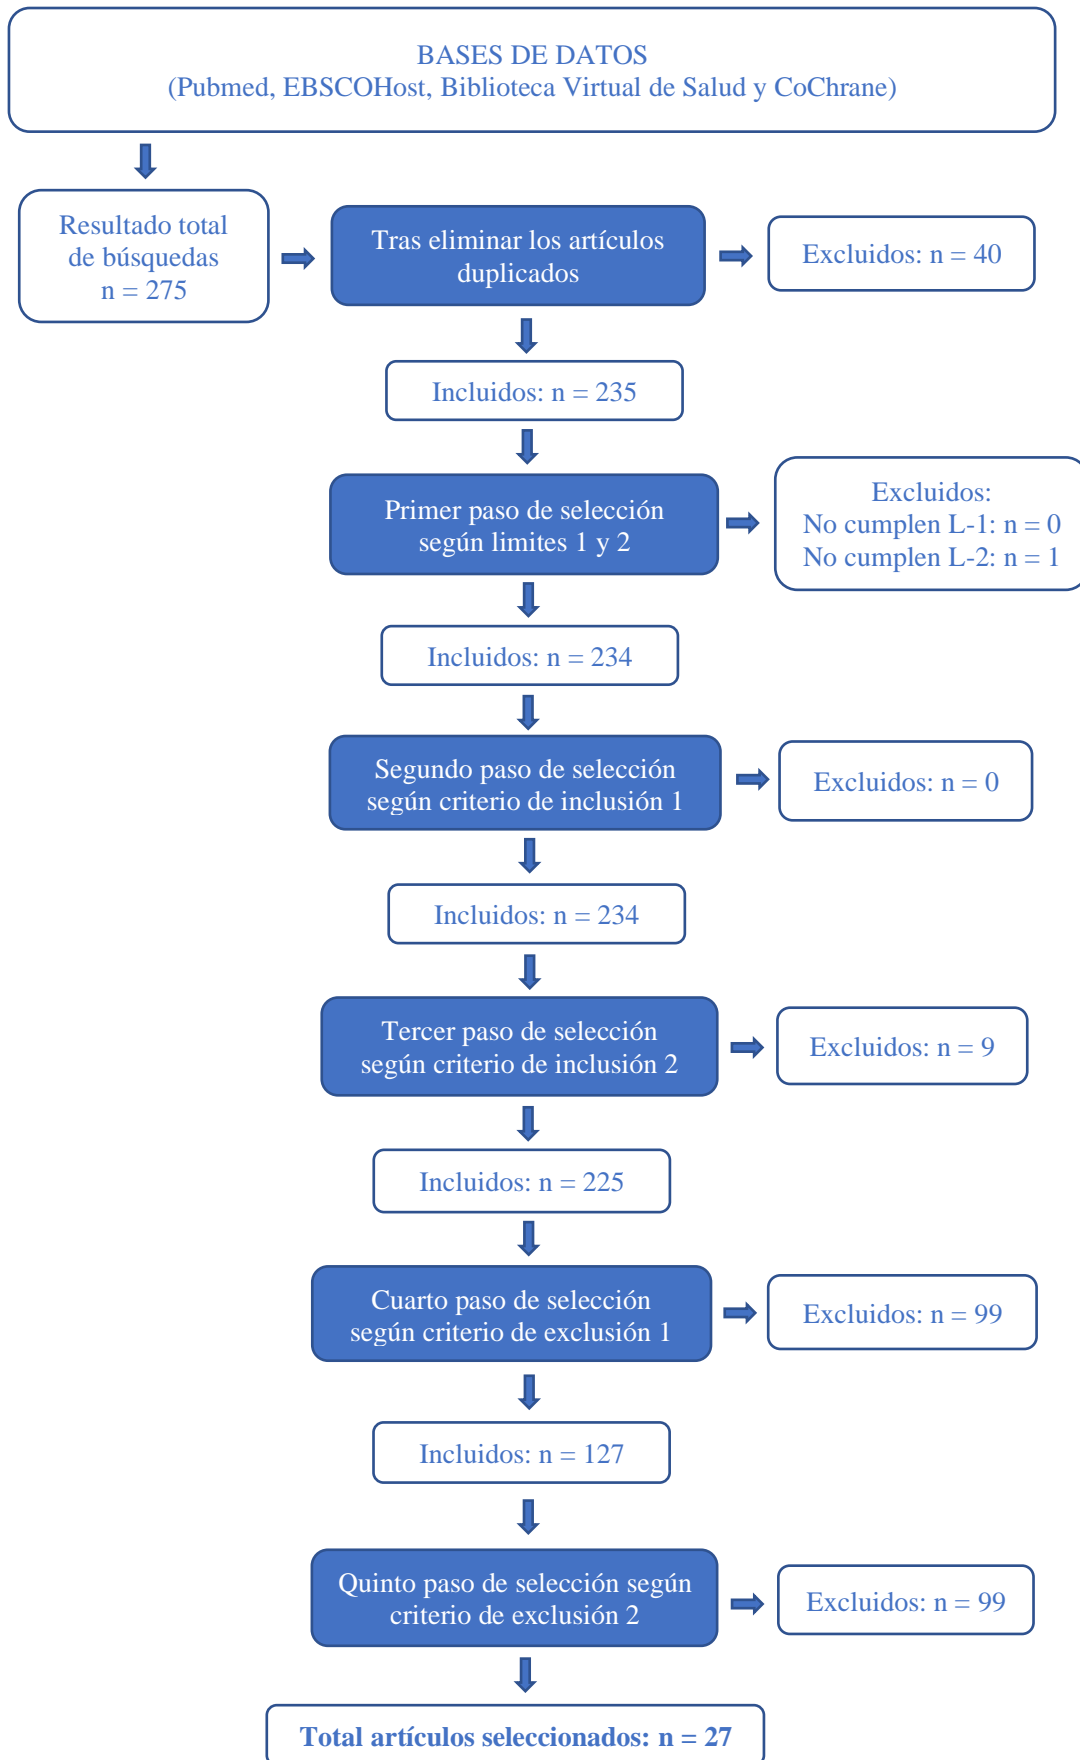 BASES DE DATOS
(Pubmed, EBSCOHost, Biblioteca Virtual de Salud y CoChrane)
Resultado total
de búsquedas
n = 275
Tras eliminar los artículos
duplicados
Excluidos: n = 40
Incluidos: n = 235
Primer paso de selección
según limites 1 y 2
Excluidos:
No cumplen L-1: n = 0
No cumplen L-2: n = 1
Incluidos: n = 234
Segundo paso de selección
según criterio de inclusión 1
Excluidos: n = 0
Incluidos: n = 234
Tercer paso de selección
según criterio de inclusión 2
Excluidos: n = 9
Incluidos: n = 225
Cuarto paso de selección
según criterio de exclusión 1
Excluidos: n = 99
Incluidos: n = 127
Quinto paso de selección según
criterio de exclusión 2
Excluidos: n = 99
Total artículos seleccionados: n = 27